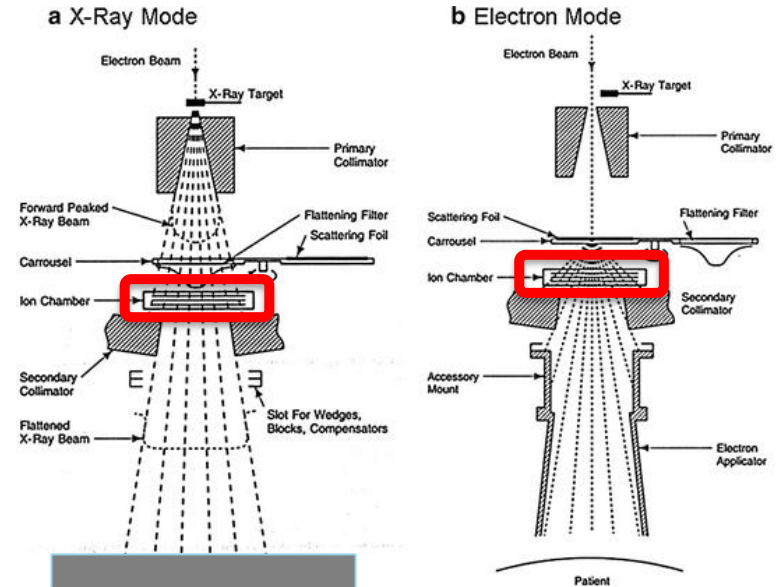 a X-Ray Mode
Electron Beam
X-Ray Target
Primary
Collimator
Forward Peaked
X-Ray Beam
Flattening Filter
Scattering Foil
Carrousel
Ion Chamber
Secondary
Collimator
Slot For Wedges,
Blocks, Compensators
Flattened
X-Ray Beam
b Electron Mode
Electron Beam
X-Ray Target
Primary
Collimator
Scattering Foil
Flattening Filter
Carrousel
Ion Chamber
Secondary
Collimator
Accessory
Mount
Electron
Applicator
Patient